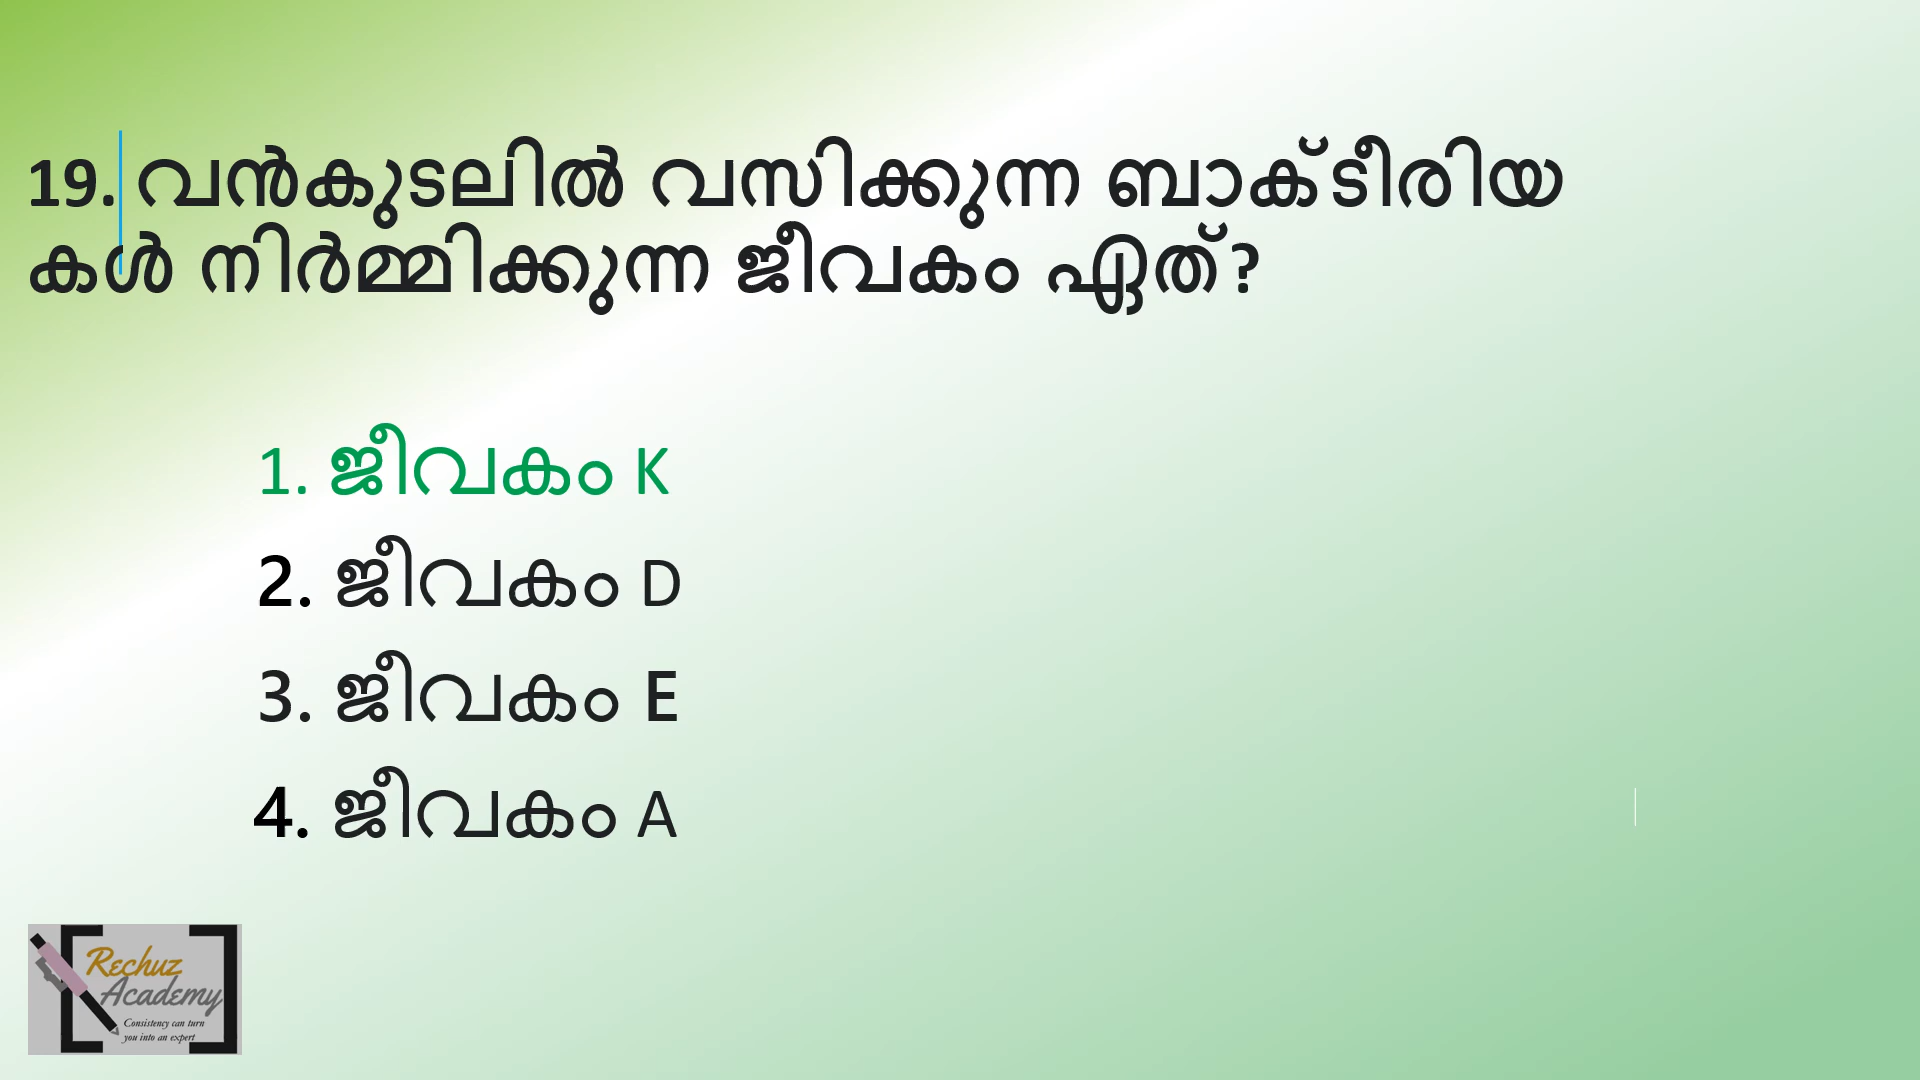 19. വൻകുടലിൽ വസിക്കുന്ന ബാക്ടീരിയ
കൾ നിർമ്മിക്കുന്ന ജീവകം ഏത്?
1. ജീവകം K
2. ജീവകം D
3. ജീവകം E
4. ജീവകം A
Rechuz
Academy
Consistency can turn
you into an expert